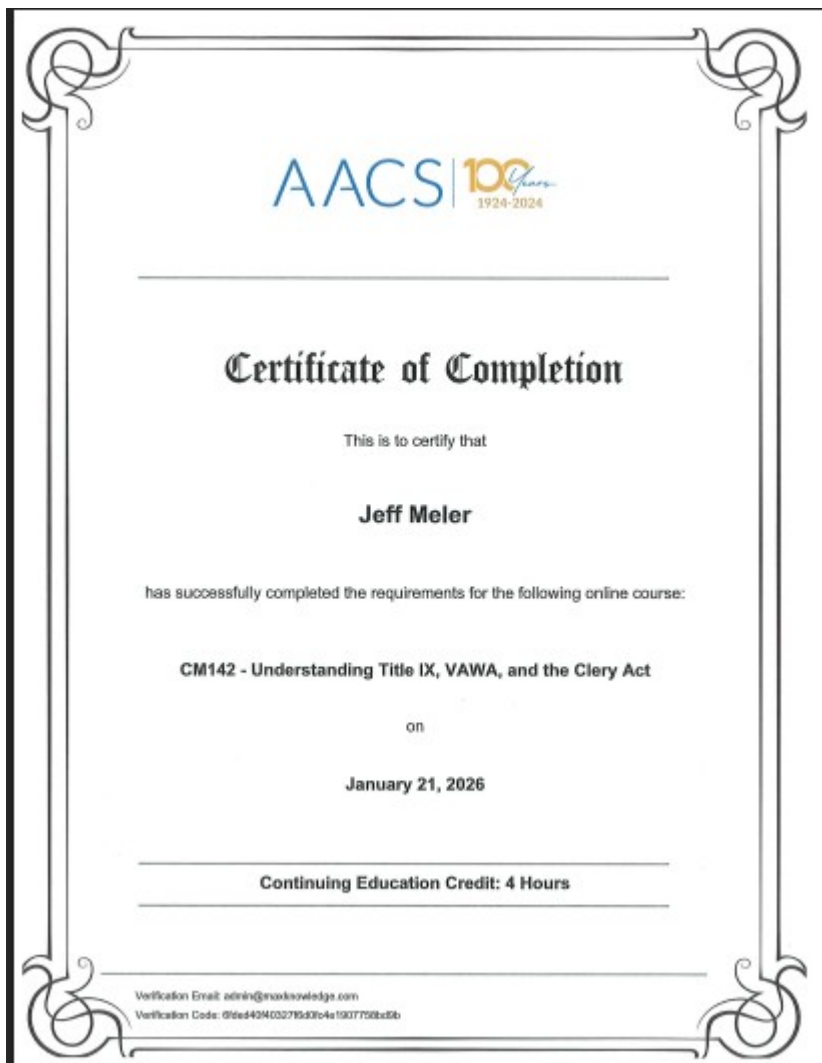 AACS 100 Years
1924-2024
Certificate of Completion
This is to certify that
Jeff Meler
has successfully completed the requirements for the following online course:
CM142 - Understanding Title IX, VAWA, and the Clery Act
on
January 21, 2026
Continuing Education Credit: 4 Hours
Verification Email: admin@maxknowledge.com
Verification Code: